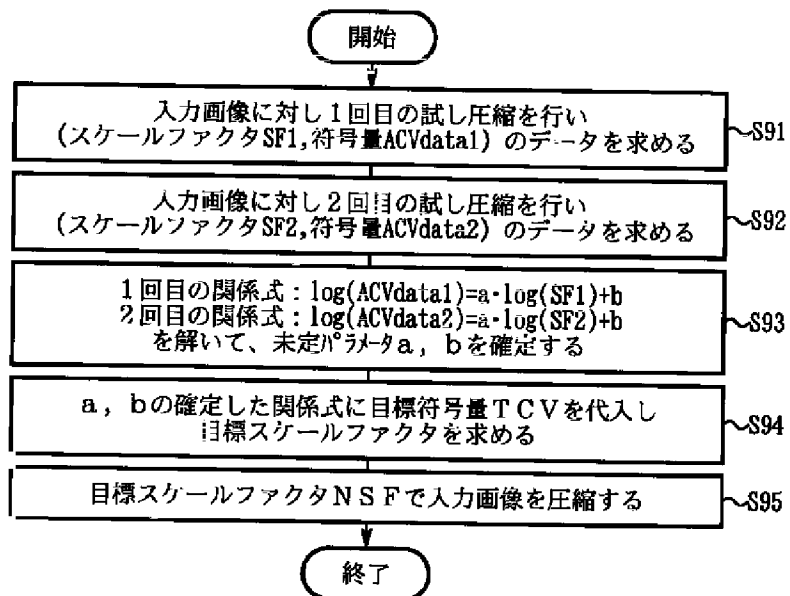 開始
入力画像に対し1回目の試し圧縮を行い
(スケールファクタSF1,符号量ACVdata1) のデータを求める
~S91
入力画像に対し2回目の試し圧縮を行い
(スケールファクタSF2,符号量ACVdata2) のデータを求める
~S92
1回目の関係式：log(ACVdata1)=a・log(SF1)+b
2回目の関係式：log(ACVdata2)=a・log(SF2)+b
を解いて、未定パラメータa，bを確定する
~S93
a，bの確定した関係式に目標符号量TCVを代入し
目標スケールファクタを求める
~S94
目標スケールファクタNSFで入力画像を圧縮する
~S95
終了